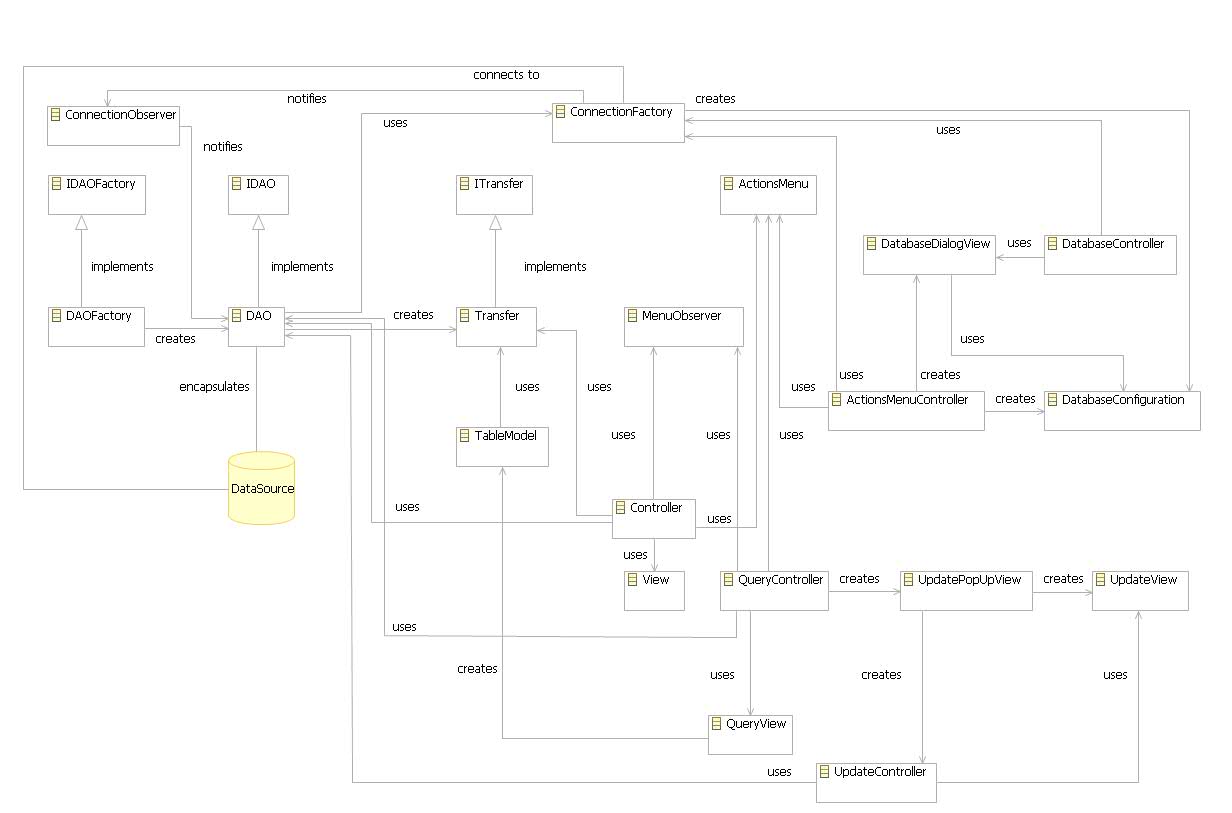 connects to
notifies
creates
ConnectionObserver
ConnectionFactory
uses
uses
notifies
IDAOFactory
IDAO
ITransfer
ActionsMenu
DatabaseDialogView
uses
DatabaseController
implements
implements
implements
DAOFactory
DAO
creates
Transfer
MenuObserver
creates
uses
encapsulates
uses
uses
uses
uses
creates
ActionsMenuController
creates
DatabaseConfiguration
TableModel
uses
uses
uses
DataSource
uses
Controller
uses
uses
View
QueryController
creates
UpdatePopUpView
creates
UpdateView
uses
creates
uses
creates
uses
QueryView
uses
UpdateController